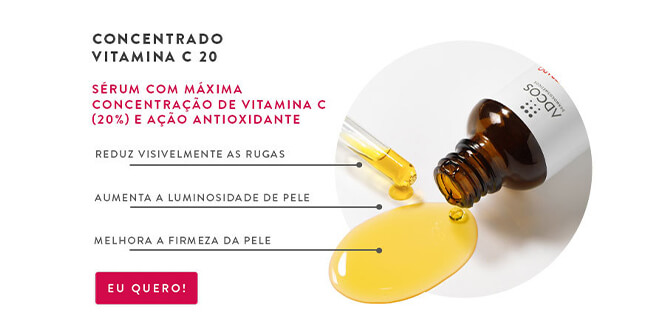 CONCENTRADO
VITAMINA C 20
SÉRUM COM MÁXIMA
CONCENTRAÇÃO DE VITAMINA C
(20%) E AÇÃO ANTIOXIDANTE
REDUZ VISIVELMENTE AS RUGAS
AUMENTA A LUMINOSIDADE DE PELE
MELHORA A FIRMEZA DA PELE
EU QUERO!
ADCOS